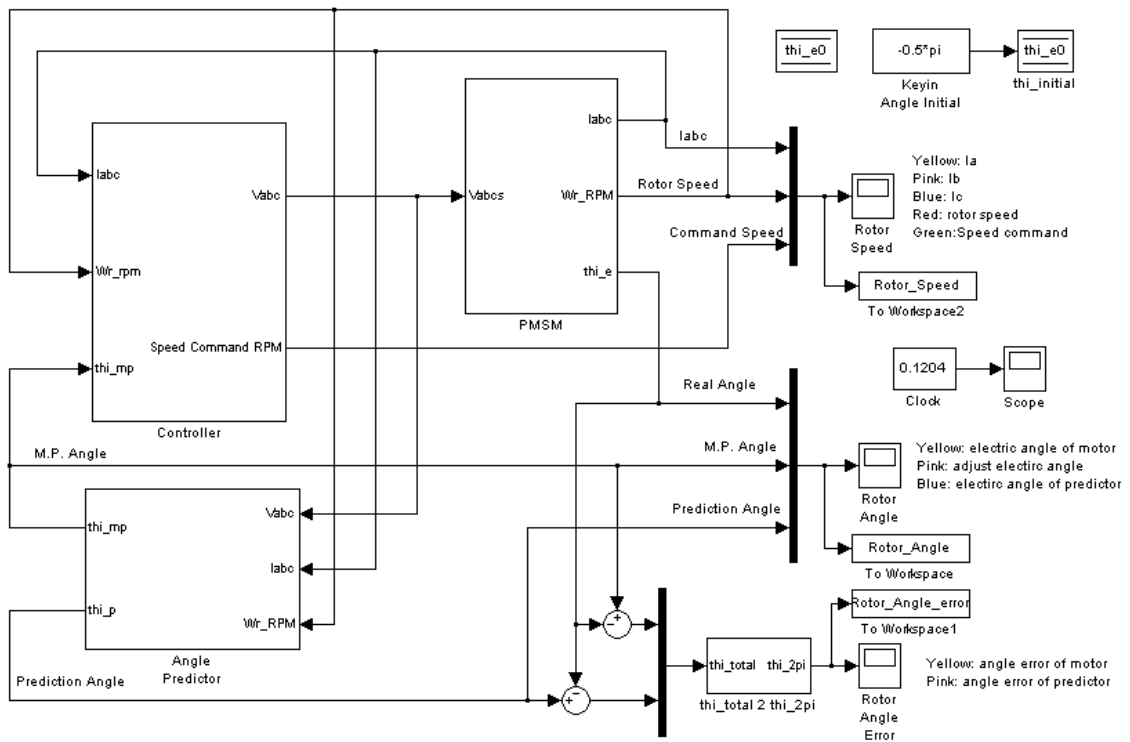 thi_e0
-0.5*pi
thi_e0
Keyin
Angle Initial
thi_initial
Iabc
Wr_rpm
thi_mp
Vabc
Speed Command RPM
Controller
Vabcs
Iabc
Wr_RPM
thi_e
PMSM
Iabc
Rotor Speed
Command Speed
Rotor
Speed
Yellow: Ia
Pink: Ib
Blue: Ic
Red: rotor speed
Green:Speed command
Rotor_Speed
To Workspace2
0.1204
Clock
Scope
Real Angle
M.P. Angle
M.P. Angle
Prediction Angle
Rotor
Angle
Yellow: electric angle of motor
Pink: adjust electirc angle
Blue: electirc angle of predictor
Rotor_Angle
To Workspace
thi_mp
thi_p
Vabc
Iabc
Wr_RPM
Angle
Predictor
Prediction Angle
− +
+ −
thi_total thi_2pi
thi_total 2 thi_2pi
Rotor_Angle_error
To Workspace1
Rotor
Angle
Error
Yellow: angle error of motor
Pink: angle error of predictor